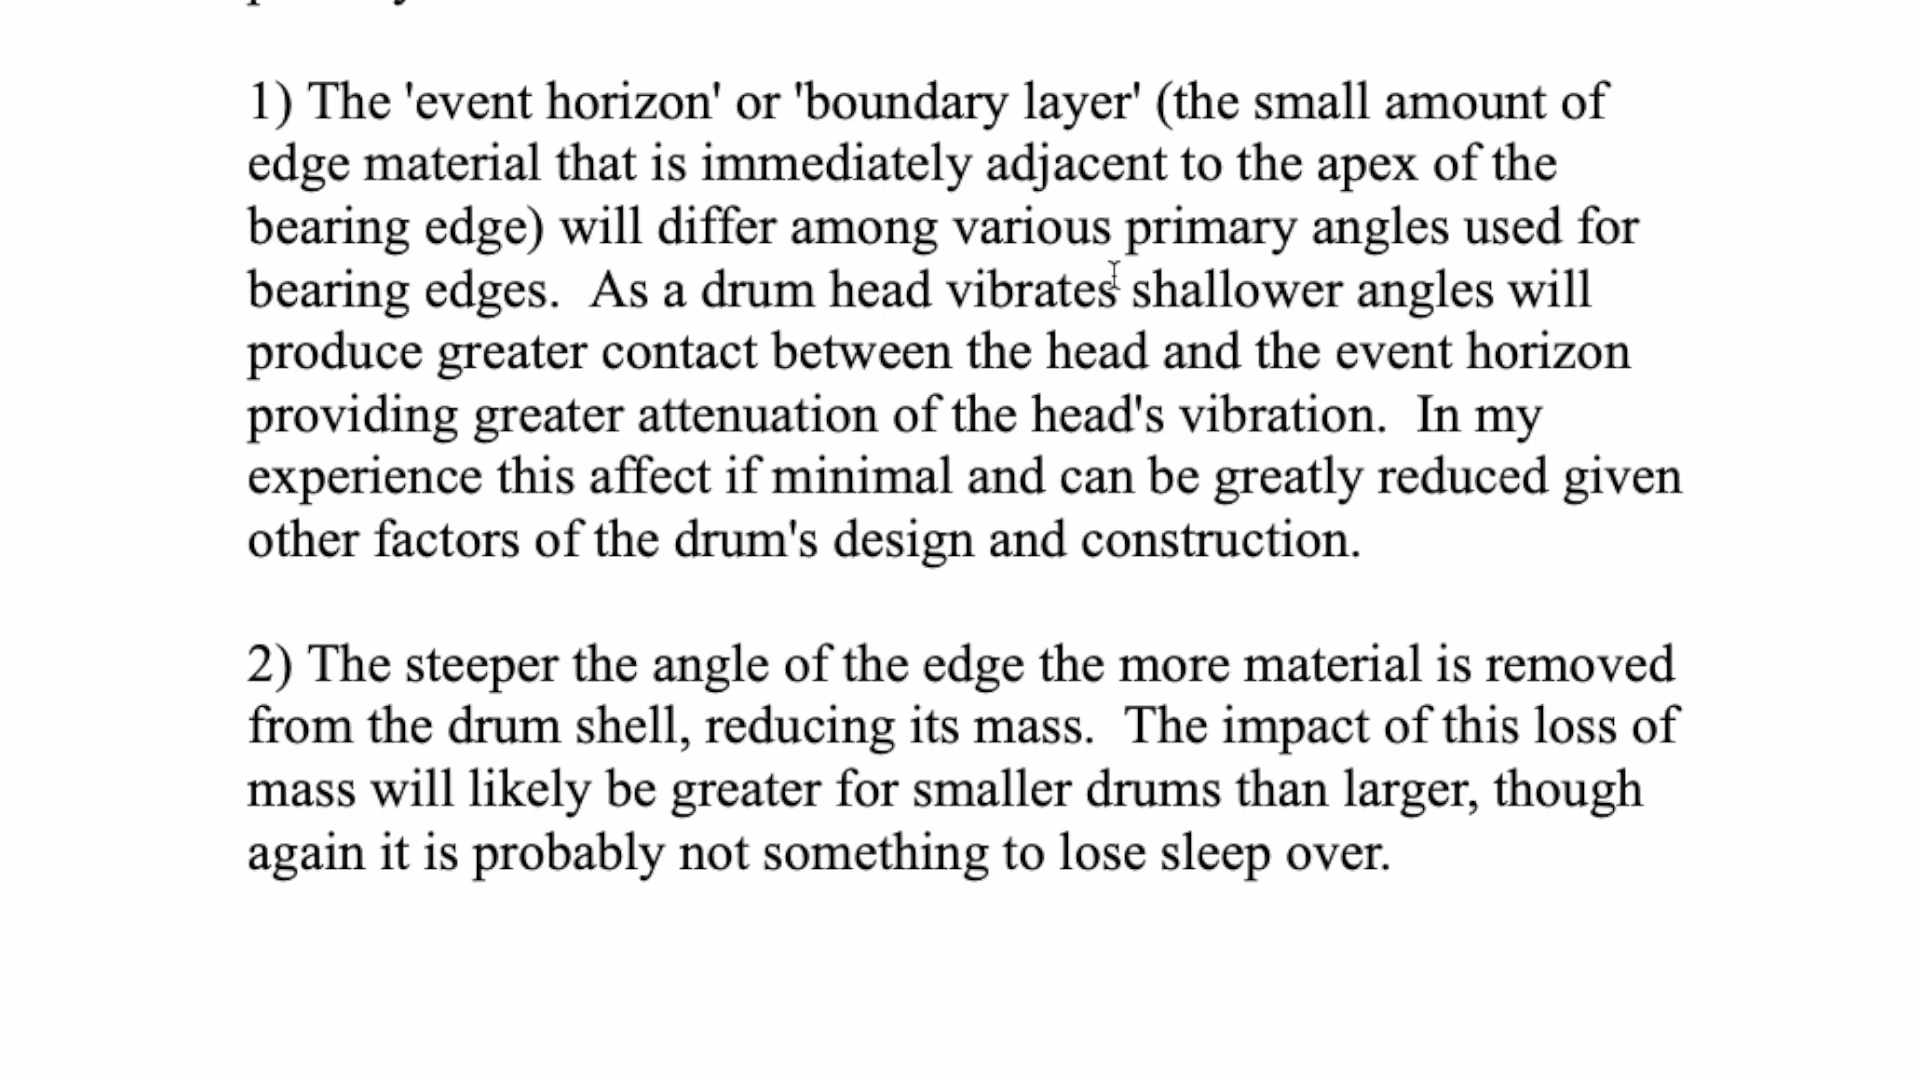 1) The 'event horizon' or 'boundary layer' (the small amount of
edge material that is immediately adjacent to the apex of the
bearing edge) will differ among various primary angles used for
bearing edges.  As a drum head vibrates shallower angles will
produce greater contact between the head and the event horizon
providing greater attenuation of the head's vibration.  In my
experience this affect if minimal and can be greatly reduced given
other factors of the drum's design and construction.
2) The steeper the angle of the edge the more material is removed
from the drum shell, reducing its mass.  The impact of this loss of
mass will likely be greater for smaller drums than larger, though
again it is probably not something to lose sleep over.